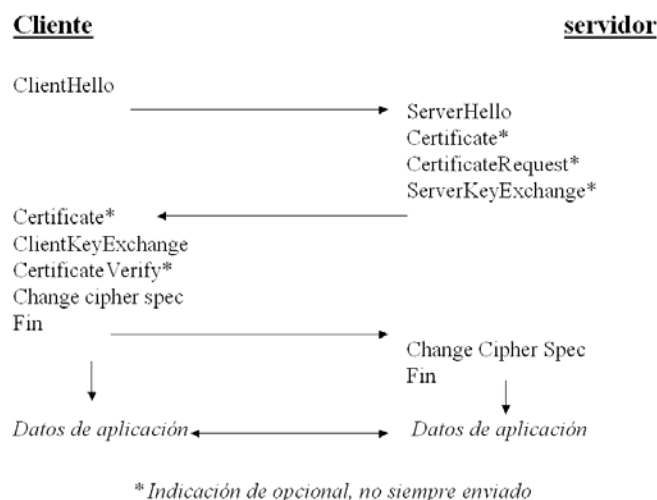 Cliente
servidor
ClientHello
ServerHello
Certificate*
CertificateRequest*
ServerKeyExchange*
Certificate*
ClientKeyExchange
CertificateVerify*
Change cipher spec
Fin
Change Cipher Spec
Fin
Datos de aplicación
Datos de aplicación
* Indicación de opcional, no siempre enviado